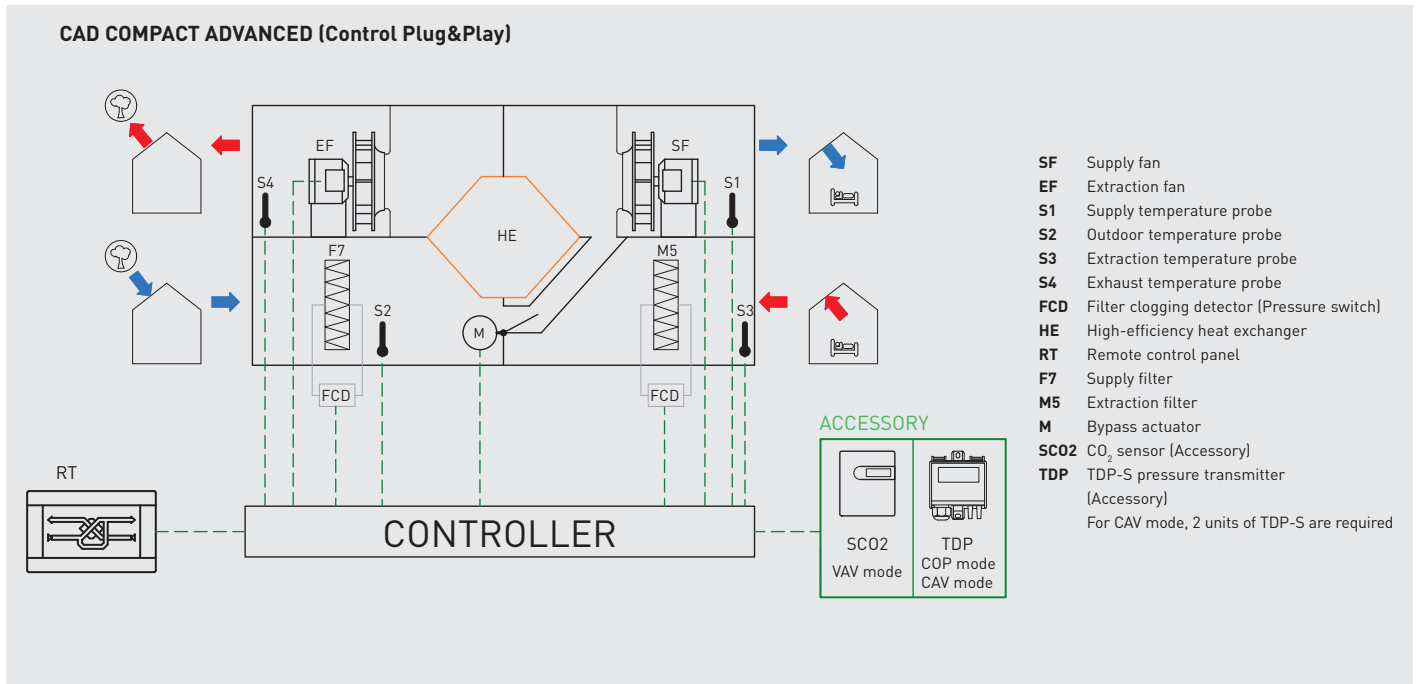 CAD COMPACT ADVANCED (Control Plug&Play)
EF
SF
S4
S1
HE
F7
M5
S2
S3
M
FCD
FCD
RT
CONTROLLER
ACCESSORY
SCO2
VAV mode
TDP
COP mode
CAV mode
SF Supply fan
EF Extraction fan
S1 Supply temperature probe
S2 Outdoor temperature probe
S3 Extraction temperature probe
S4 Exhaust temperature probe
FCD Filter clogging detector (Pressure switch)
HE High-efficiency heat exchanger
RT Remote control panel
F7 Supply filter
M5 Extraction filter
M Bypass actuator
SCO2 CO₂ sensor (Accessory)
TDP TDP-S pressure transmitter
(Accessory)
For CAV mode, 2 units of TDP-S are required